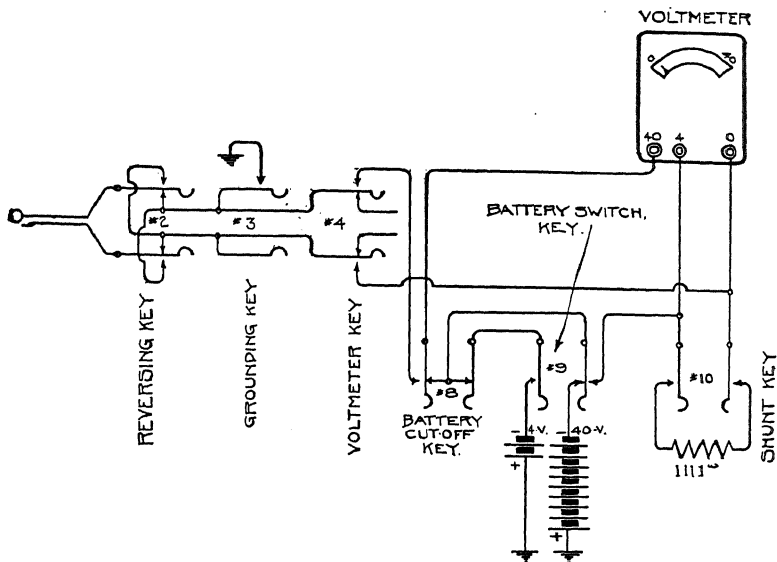 VOLTMETER
0
40
40 4 0
#2
#3
#4
BATTERY SWITCH,
KEY.
REVERSING KEY
GROUNDING KEY
VOLTMETER KEY
#8
#9
#10
BATTERY
CUT-OFF
KEY.
- 4-V.
+
- 40-V.
+
1111ω
SHUNT KEY